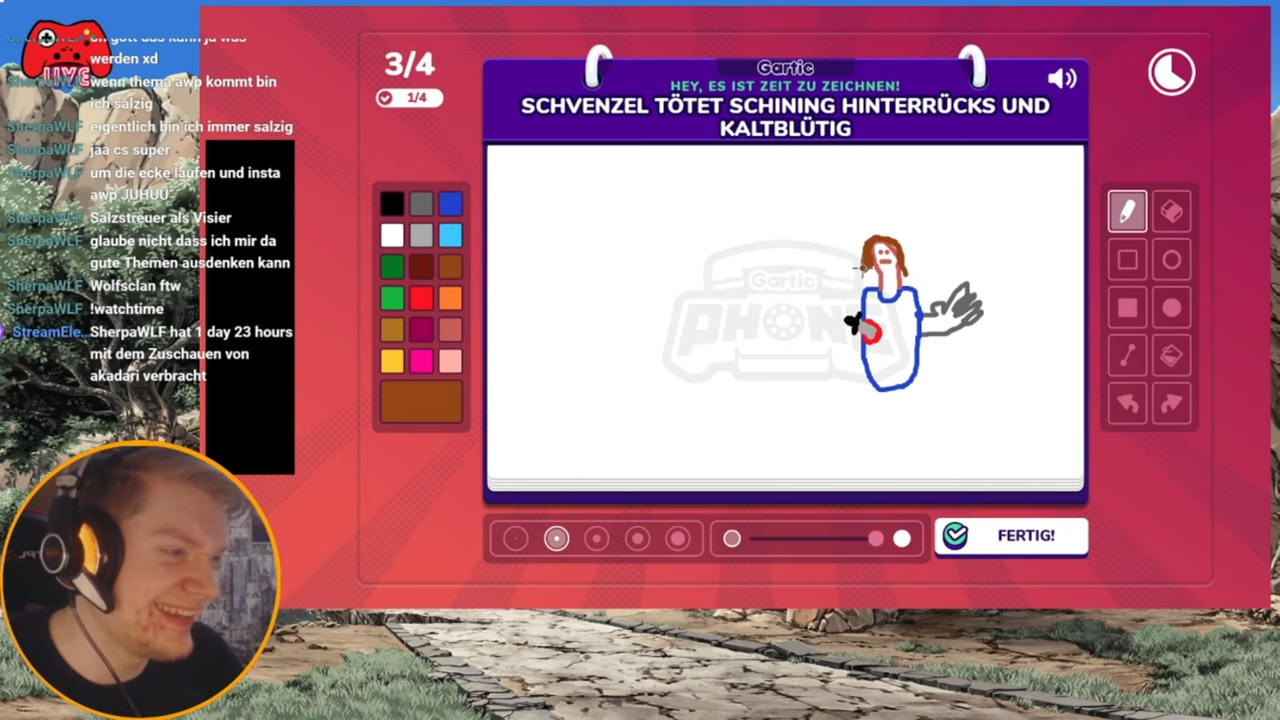 werden xd
SherpaWLF wenn thema awp kommt bin
ich salzig
SherpaWLF eigentlich bin ich immer salzig
SherpaWLF jaa cs super
SherpaWLF um die ecke laufen und insta
awp JUHUU
SherpaWLF Salzstreuer als Visier
SherpaWLF glaube nicht dass ich mir da
gute Themen ausdenken kann
SherpaWLF Wolfsclan ftw
SherpaWLF !watchtime
StreamEle... SherpaWLF hat 1 day 23 hours
mit dem Zuschauen von
akadari verbracht
LIVE
3/4
1/4
Gartic
HEY, ES IST ZEIT ZU ZEICHNEN!
SCHVENZEL TÖTET SCHINING HINTERRÜCKS UND
KALTBLÜTIG
Gartic
PHONE
FERTIG!